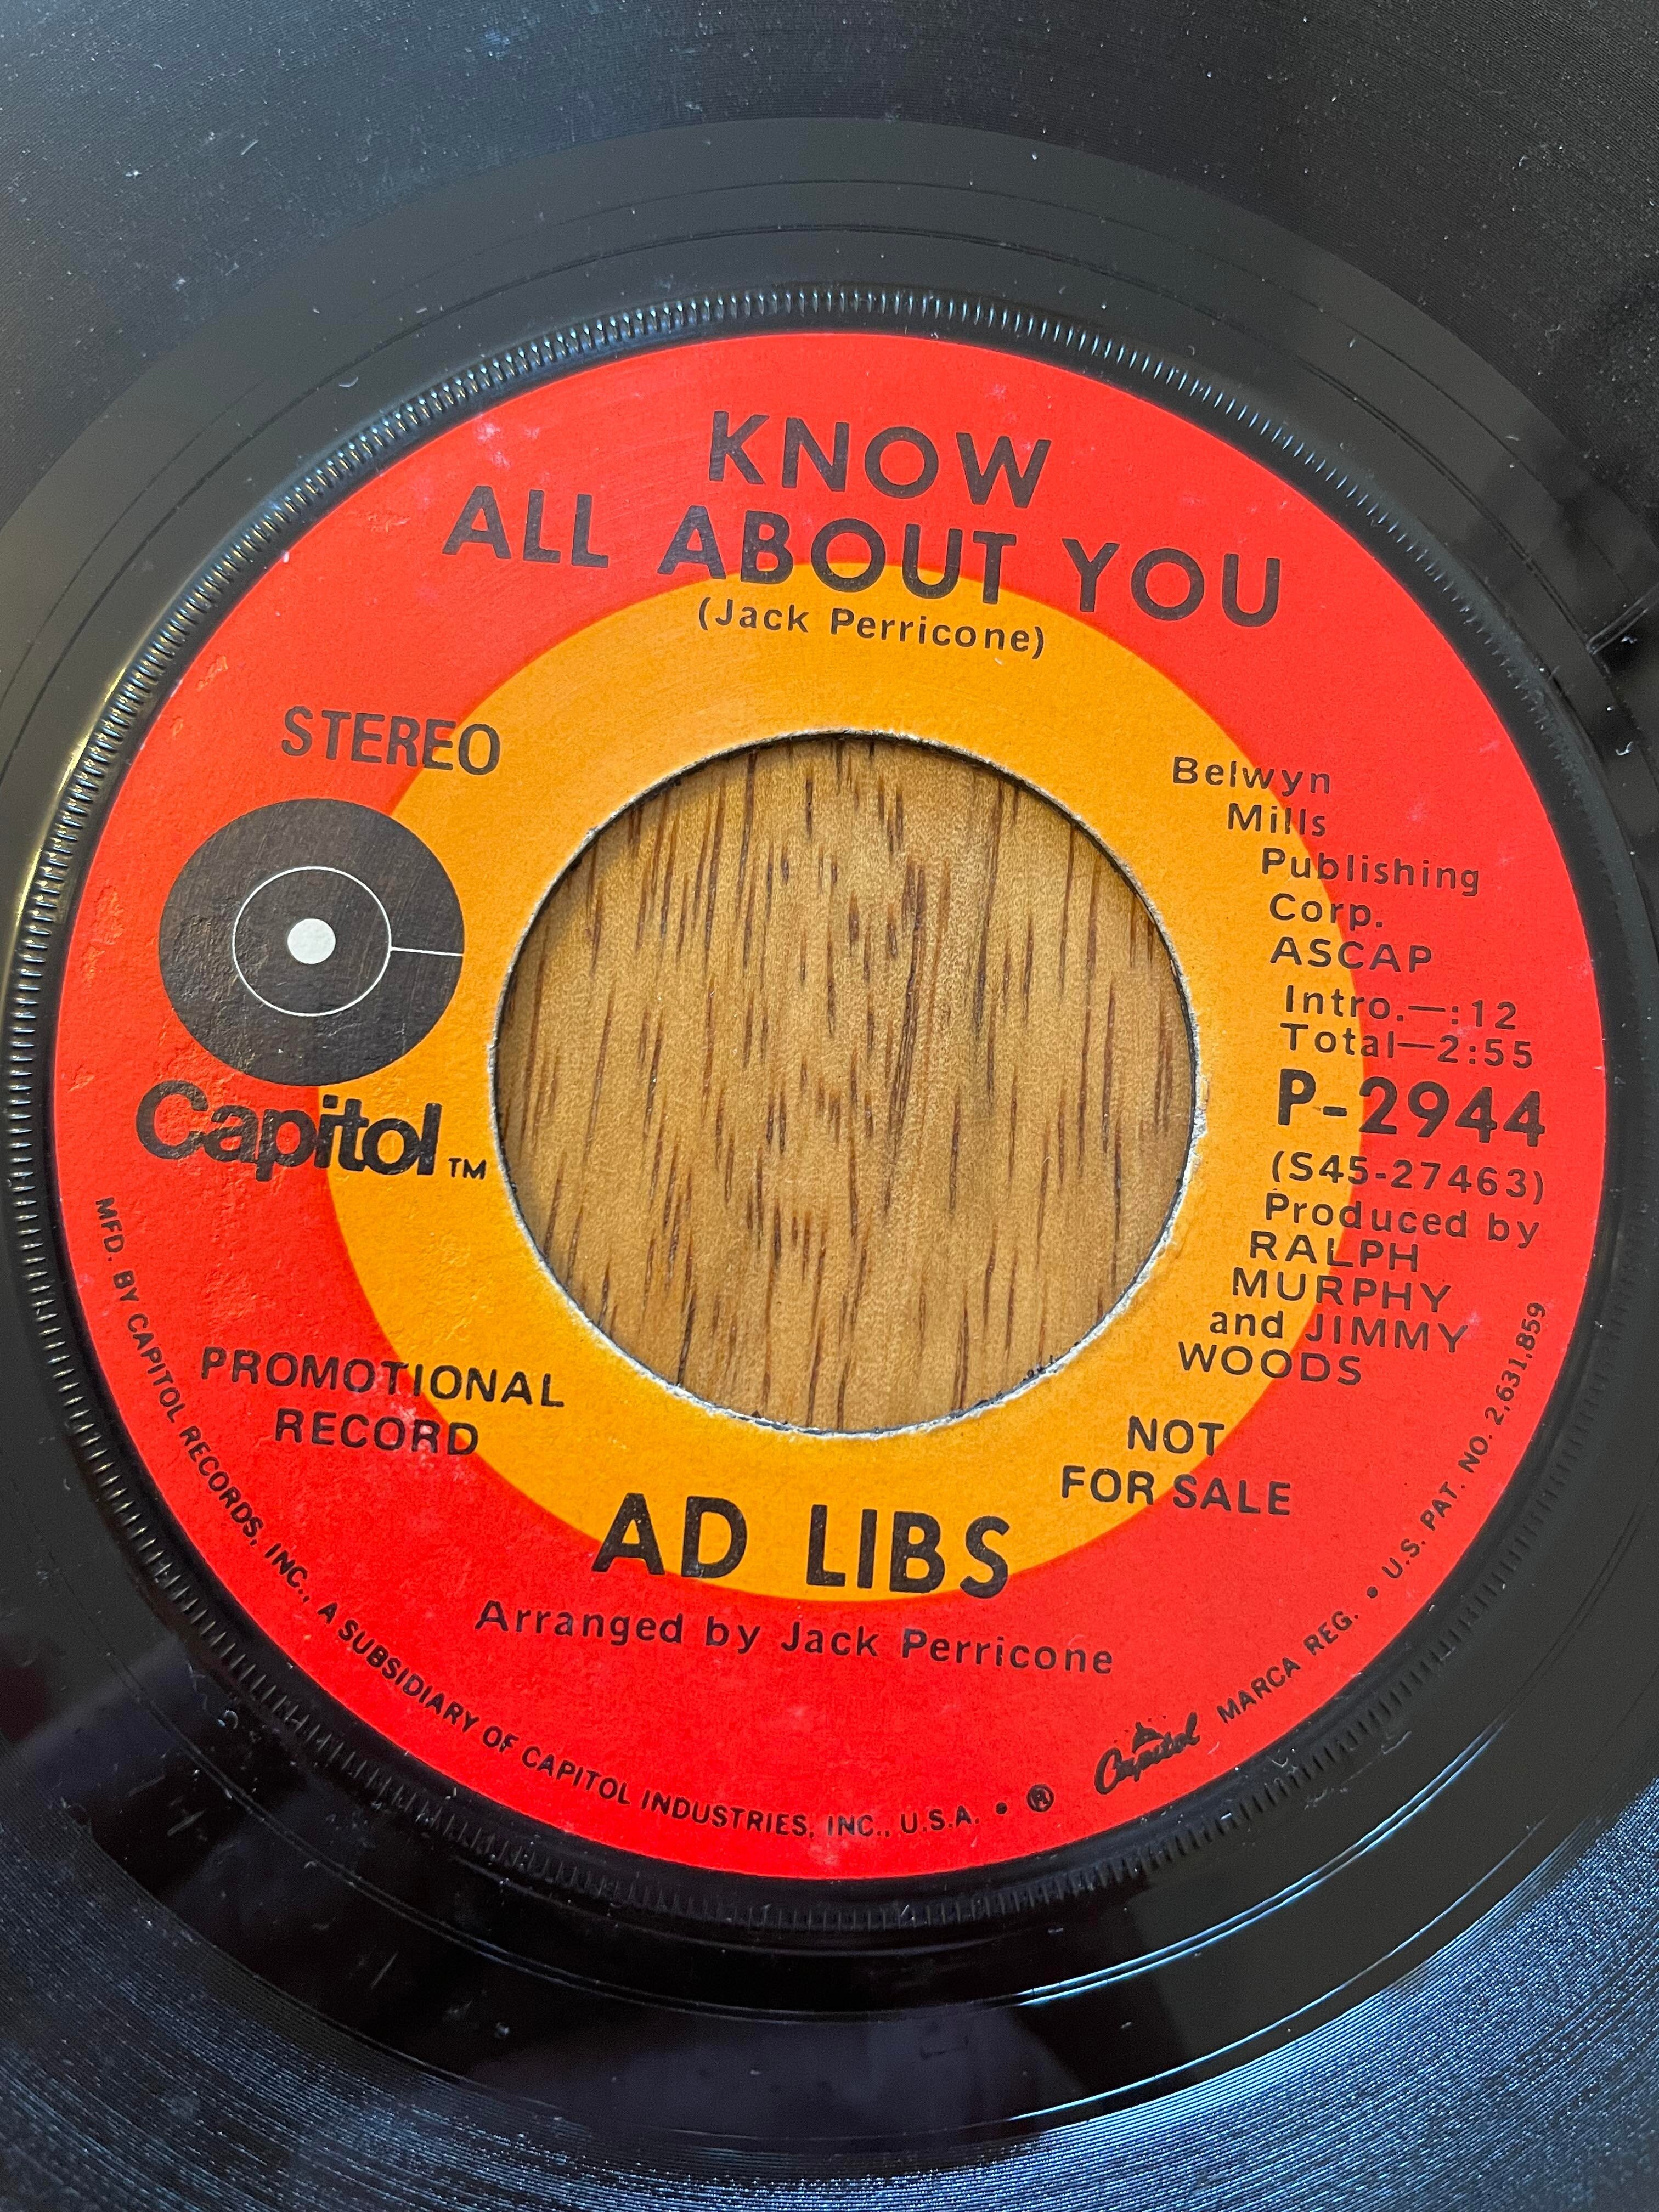 KNOW
ALL ABOUT YOU
(Jack Perricone)
STEREO
Capitol™
Belwyn
Mills
Publishing
Corp.
ASCAP
Intro.—:12
Total—2:55
P-2944
(S45-27463)
Produced by
RALPH
MURPHY
and JIMMY
WOODS
PROMOTIONAL
RECORD
NOT
FOR SALE
AD LIBS
Arranged by Jack Perricone
MFD. BY CAPITOL RECORDS, INC., A SUBSIDIARY OF CAPITOL INDUSTRIES, INC., U.S.A. • ® Capitol MARCA REG. • U.S. PAT. NO. 2,631,859